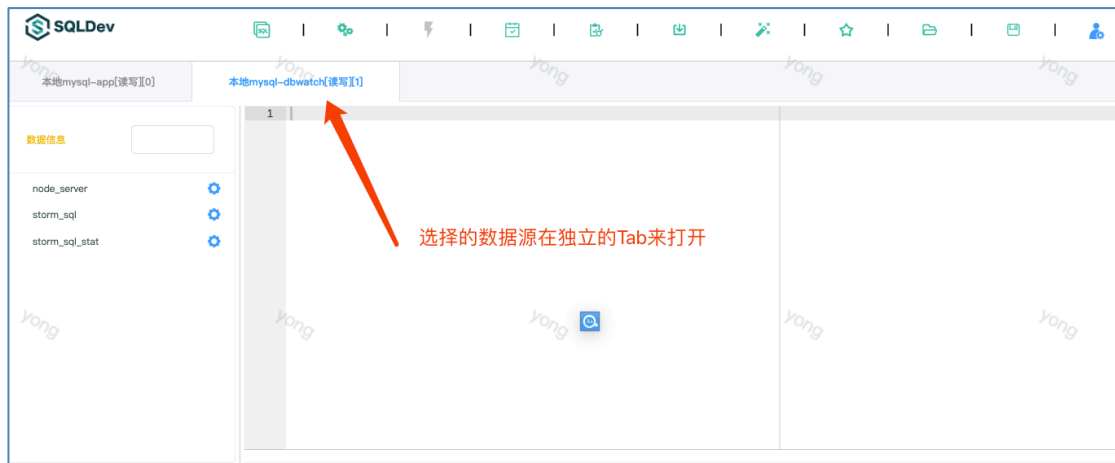 SQLDev
SQL
本地mysql-app[读写][0]
本地mysql-dbwatch[读写][1]
yong yong yong yong yong
数据信息
1
node_server
storm_sql
storm_sql_stat
选择的数据源在独立的Tab来打开
yong yong yong yong yong